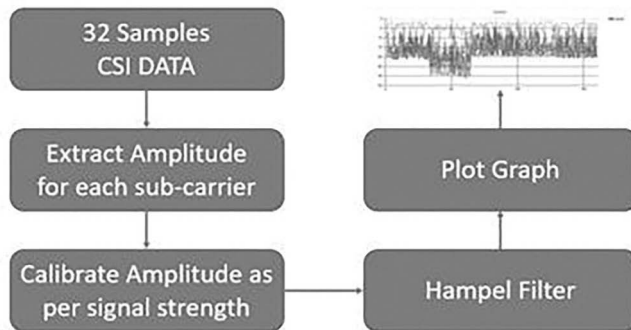 32 Samples
CSI DATA
Extract Amplitude
for each sub-carrier
Calibrate Amplitude as
per signal strength
Hampel Filter
Plot Graph